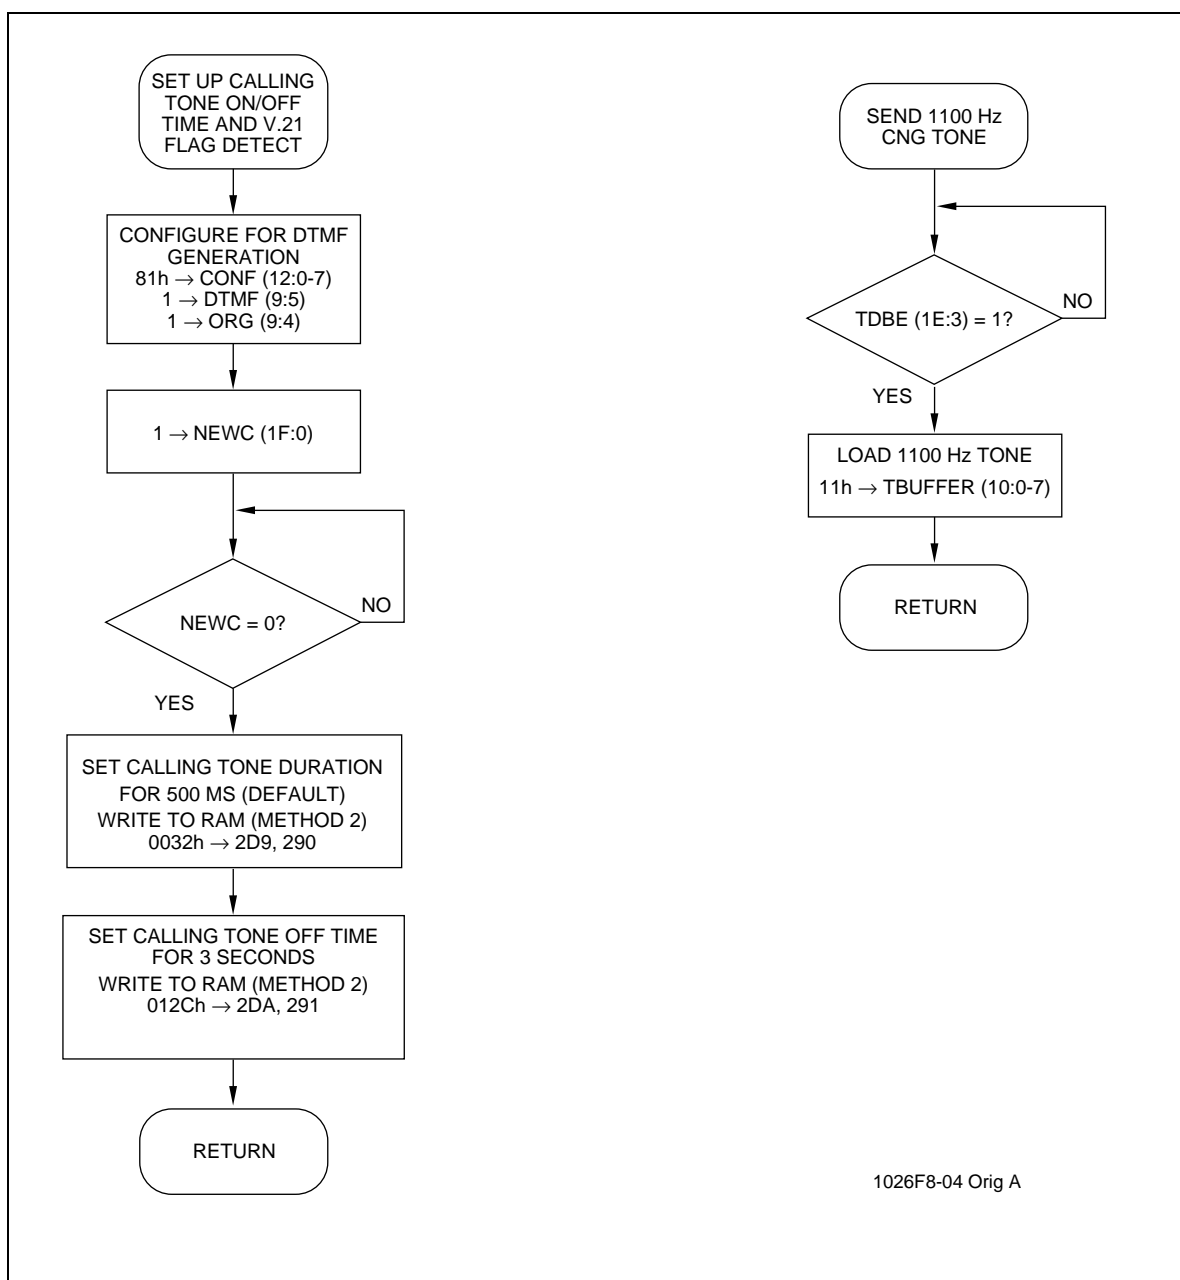 SET UP CALLING
TONE ON/OFF
TIME AND V.21
FLAG DETECT
CONFIGURE FOR DTMF
GENERATION
81h → CONF (12:0-7)
1 → DTMF (9:5)
1 → ORG (9:4)
1 → NEWC (1F:0)
NEWC = 0?
NO
YES
SET CALLING TONE DURATION
FOR 500 MS (DEFAULT)
WRITE TO RAM (METHOD 2)
0032h → 2D9, 290
SET CALLING TONE OFF TIME
FOR 3 SECONDS
WRITE TO RAM (METHOD 2)
012Ch → 2DA, 291
RETURN
SEND 1100 Hz
CNG TONE
TDBE (1E:3) = 1?
NO
YES
LOAD 1100 Hz TONE
11h → TBUFFER (10:0-7)
RETURN
1026F8-04 Orig A